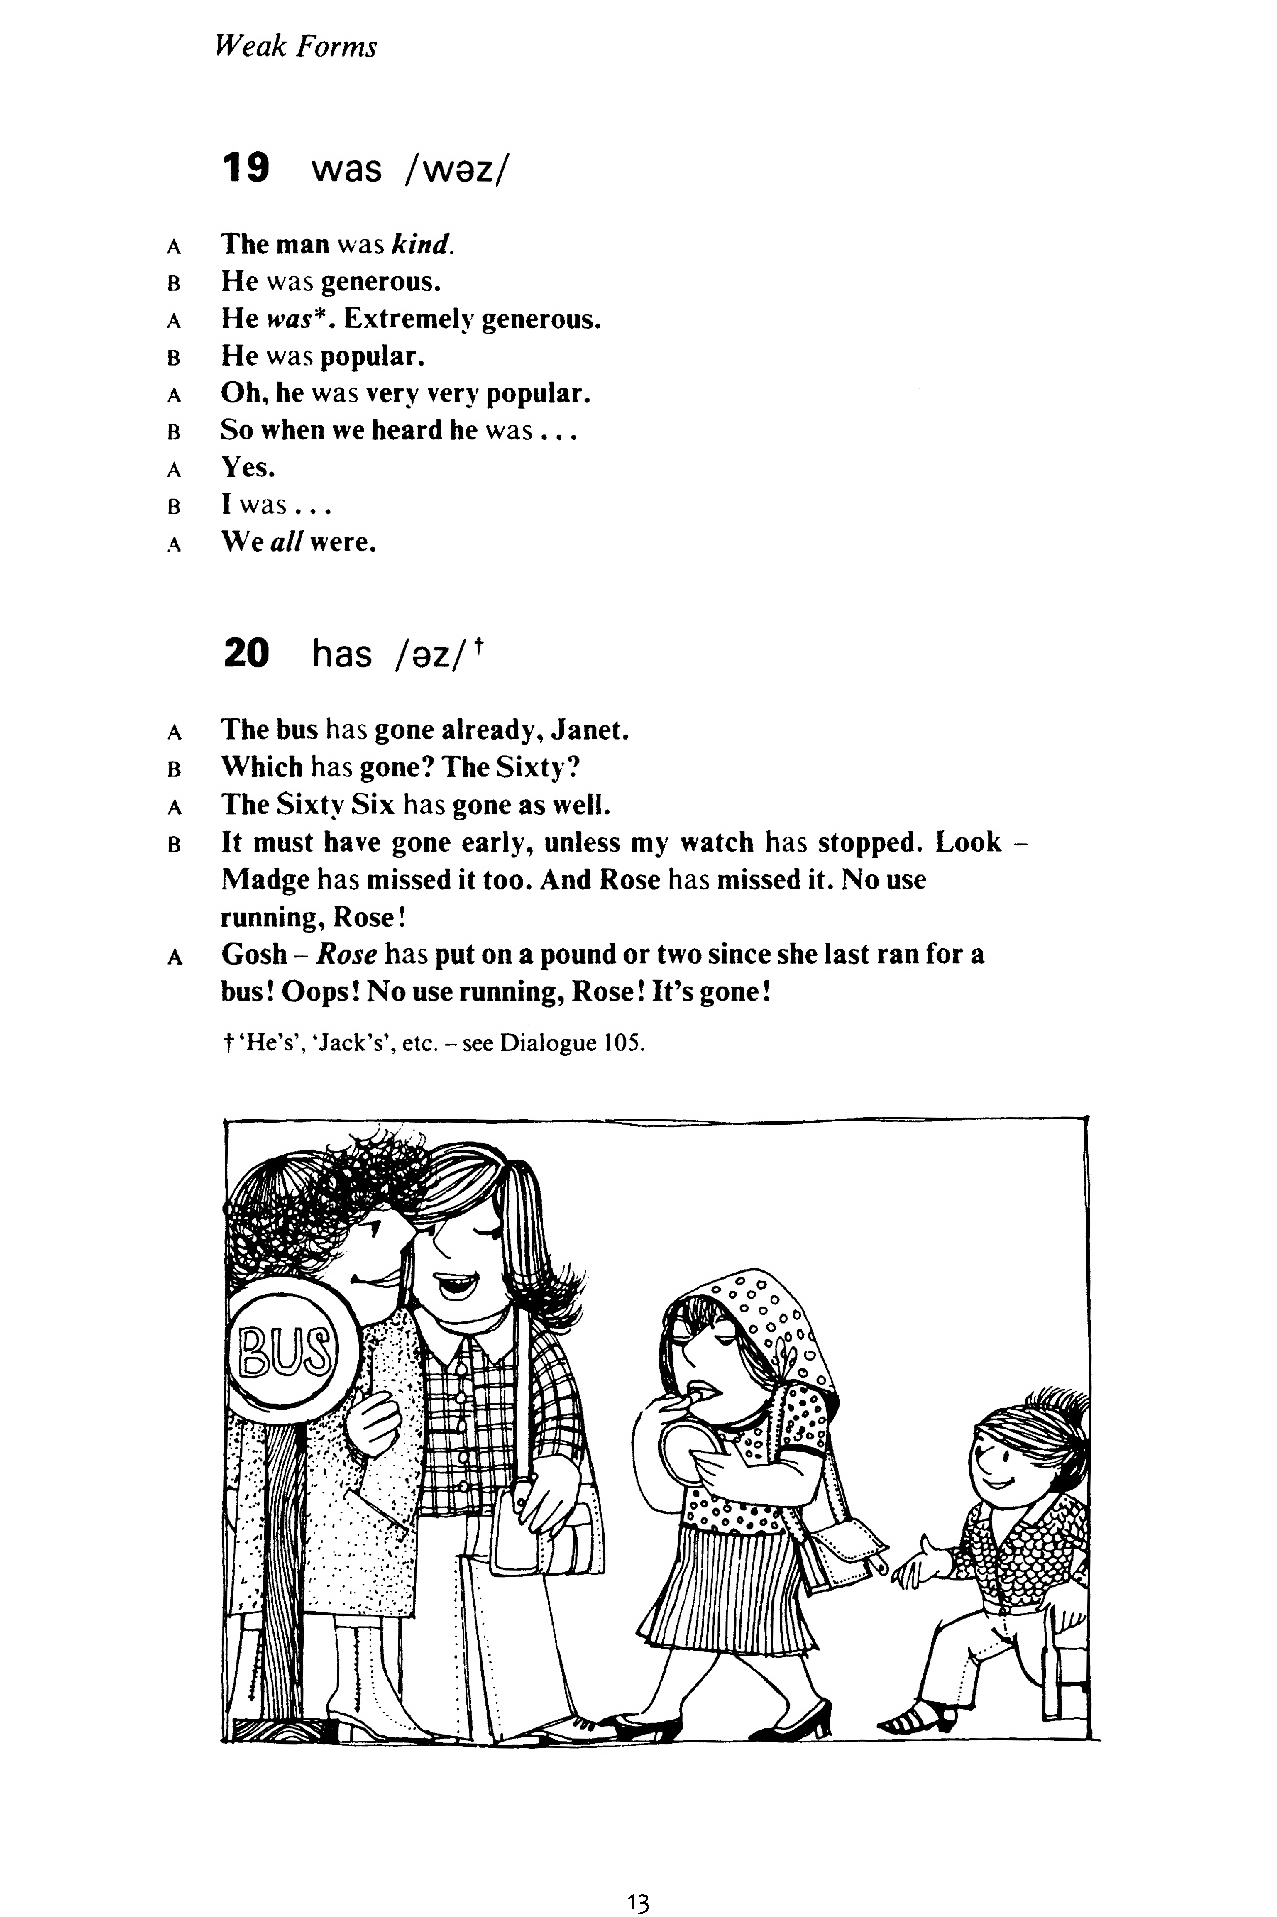 Weak Forms
19 was /wəz/
A The man was kind.
B He was generous.
A He was*. Extremely generous.
B He was popular.
A Oh, he was very very popular.
B So when we heard he was . . .
A Yes.
B I was . . .
A We all were.
20 has /əz/†
A The bus has gone already, Janet.
B Which has gone? The Sixty?
A The Sixty Six has gone as well.
B It must have gone early, unless my watch has stopped. Look –
Madge has missed it too. And Rose has missed it. No use
running, Rose!
A Gosh – Rose has put on a pound or two since she last ran for a
bus! Oops! No use running, Rose! It's gone!
† 'He's', 'Jack's', etc. – see Dialogue 105.
BUS
13